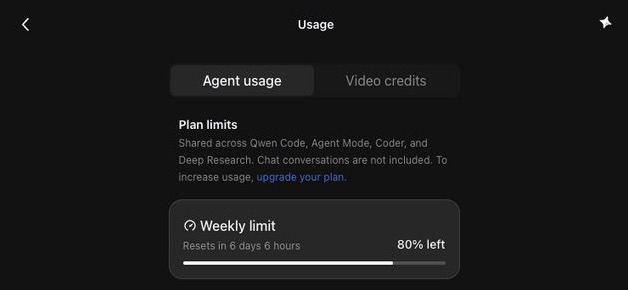 Usage
Agent usage
Video credits
Plan limits
Shared across Qwen Code, Agent Mode, Coder, and
Deep Research. Chat conversations are not included. To
increase usage, upgrade your plan.
Weekly limit
Resets in 6 days 6 hours
80% left